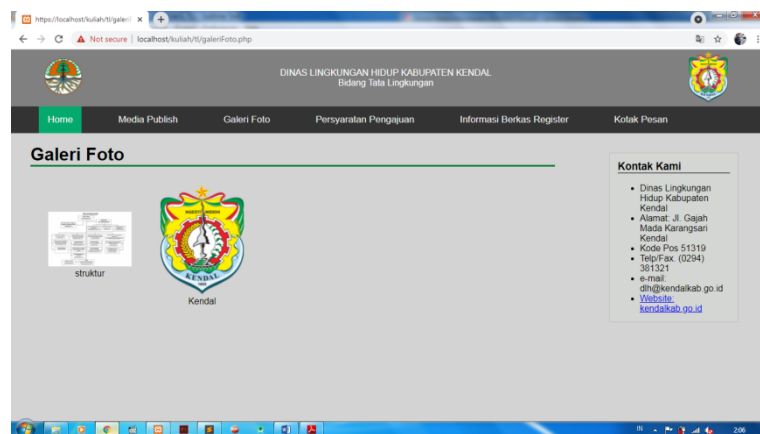 https://localhost/kuliah/tl/galeriF
Not secure | localhost/kuliah/tl/galeriFoto.php
DINAS LINGKUNGAN HIDUP KABUPATEN KENDAL
Bidang Tata Lingkungan
Home
Media Publish
Galeri Foto
Persyaratan Pengajuan
Informasi Berkas Register
Kotak Pesan
Galeri Foto
struktur
KENDAL
Kendal
Kontak Kami
Dinas Lingkungan
Hidup Kabupaten
Kendal
Alamat: Jl. Gajah
Mada Karangsari
Kendal
Kode Pos 51319
Telp/Fax. (0294)
381321
e-mail:
dlh@kendalkab.go.id
Website:
kendalkab.go.id
IN
2:06